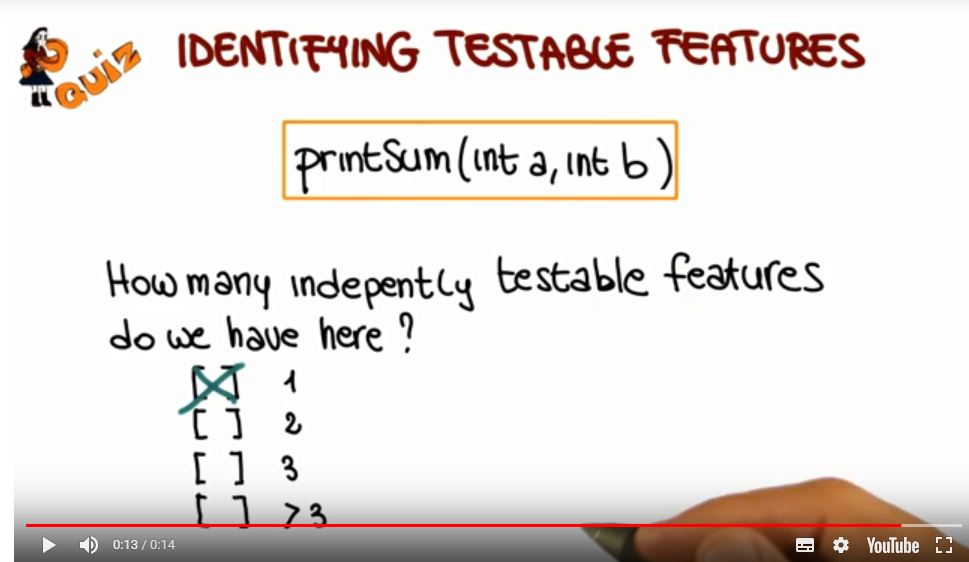 QUIZ
IDENTIFYING TESTABLE FEATURES
printSum(int a, int b)
How many indepently testable features
do we have here?
[X] 1
[ ] 2
[ ] 3
[ ] >3
0:13 / 0:14
YouTube